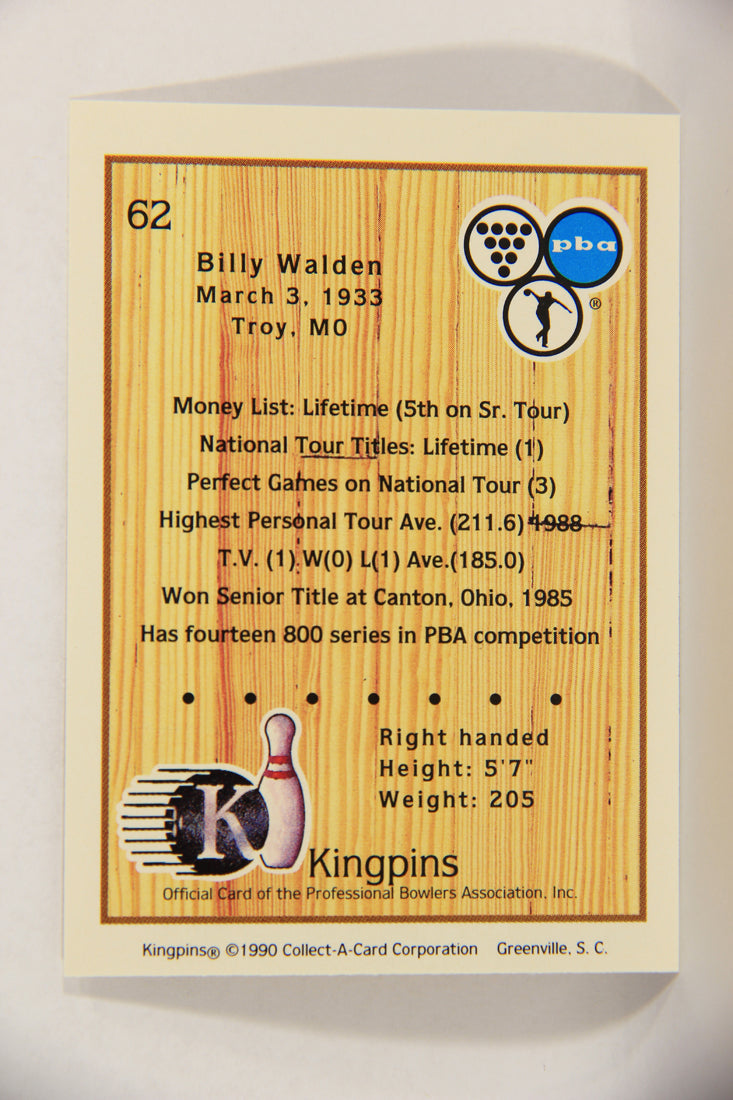 62
pba
®
Billy Walden
March 3, 1933
Troy, MO
Money List: Lifetime (5th on Sr. Tour)
National Tour Titles: Lifetime (1)
Perfect Games on National Tour (3)
Highest Personal Tour Ave. (211.6) 1988
T.V. (1) W(0) L(1) Ave.(185.0)
Won Senior Title at Canton, Ohio, 1985
Has fourteen 800 series in PBA competition
Right handed
Height: 5'7"
Weight: 205
K
Kingpins
Official Card of the Professional Bowlers Association, Inc.
Kingpins® ©1990 Collect-A-Card Corporation Greenville, S. C.